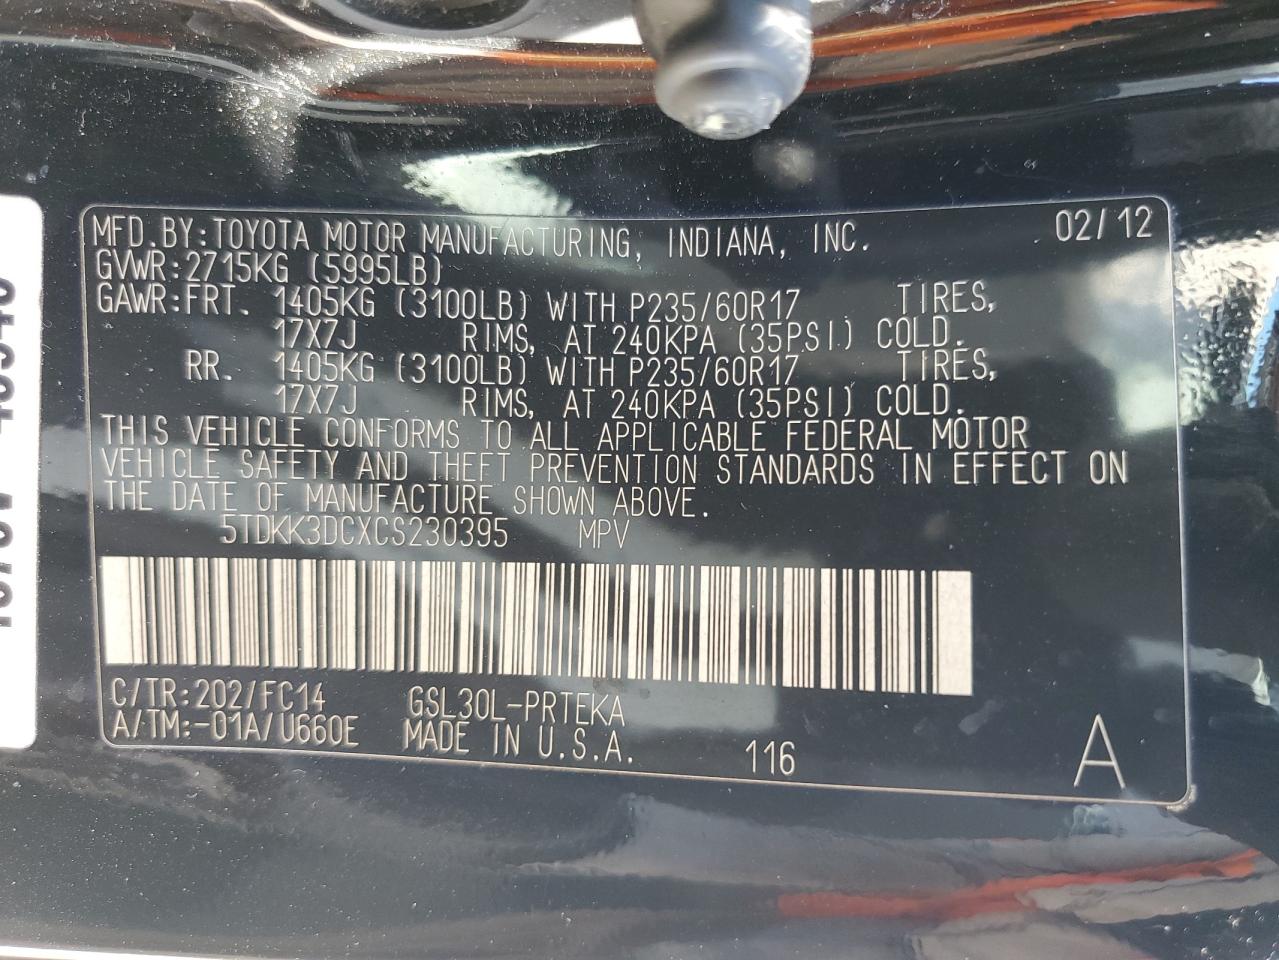 MFD.BY:TOYOTA MOTOR MANUFACTURING, INDIANA, INC. 02/12
GVWR:2715KG (5995LB)
GAWR:FRT. 1405KG (3100LB) WITH P235/60R17 TIRES,
17X7J RIMS, AT 240KPA (35PSI) COLD.
RR. 1405KG (3100LB) WITH P235/60R17 TIRES,
17X7J RIMS, AT 240KPA (35PSI) COLD.
THIS VEHICLE CONFORMS TO ALL APPLICABLE FEDERAL MOTOR
VEHICLE SAFETY AND THEFT PREVENTION STANDARDS IN EFFECT ON
THE DATE OF MANUFACTURE SHOWN ABOVE.
5TDKK3DCXCS230395 MPV
C/TR:202/FC14 GSL30L-PRTEKA
A/TM:-01A/U660E MADE IN U.S.A. 116 A